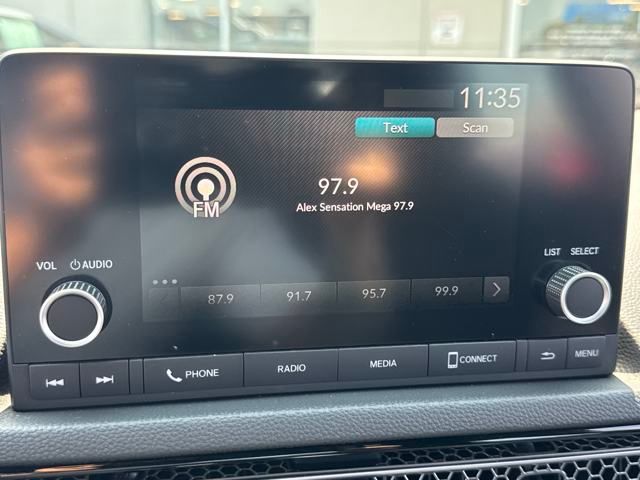 11:35
Text Scan
FM
97.9
Alex Sensation Mega 97.9
VOL AUDIO
LIST SELECT
87.9 91.7 95.7 99.9
PHONE RADIO MEDIA CONNECT MENU